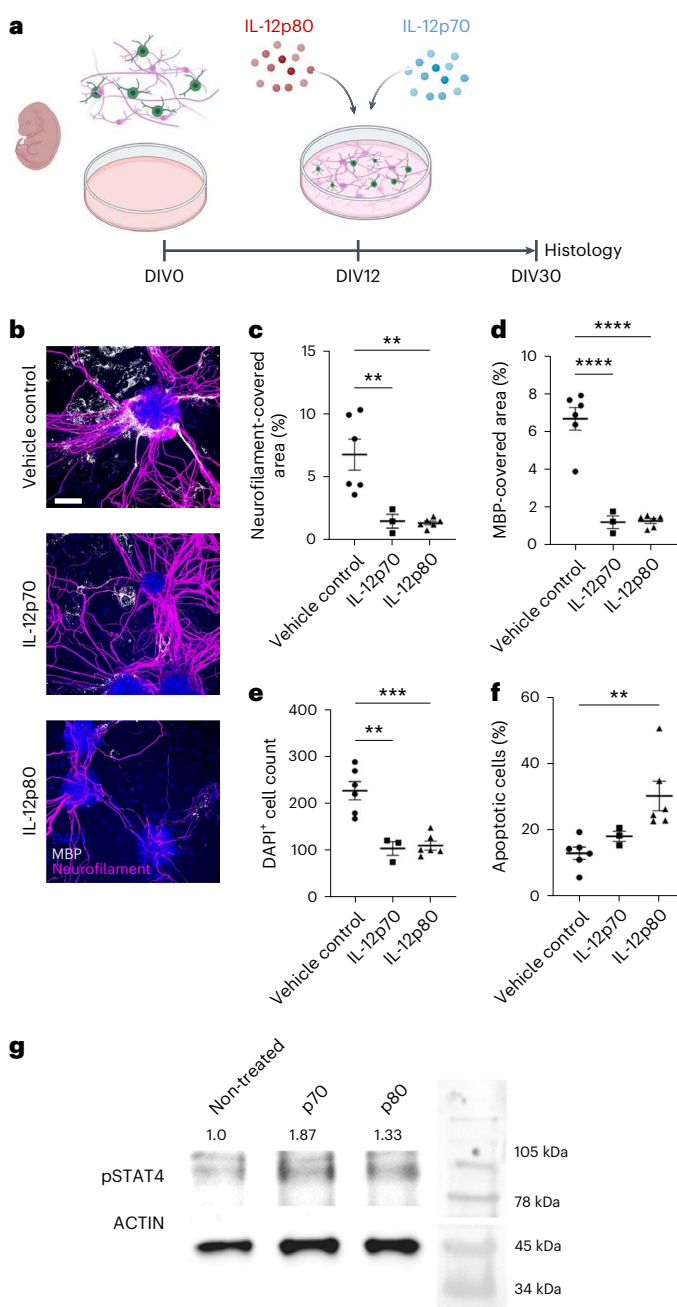 a
IL-12p80
IL-12p70
Histology
DIV0
DIV12
DIV30
b
Vehicle control
IL-12p70
IL-12p80
DAPI
MBP
Neurofilament
c
Neurofilament-covered
area (%)
15
10
5
0
**
**
Vehicle control
IL-12p70
IL-12p80
d
MBP-covered area (%)
10
8
6
4
2
0
****
****
Vehicle control
IL-12p70
IL-12p80
e
DAPI⁺ cell count
400
300
200
100
0
***
**
Vehicle control
IL-12p70
IL-12p80
f
Apoptotic cells (%)
60
40
20
0
**
Vehicle control
IL-12p70
IL-12p80
g
Non-treated
p70
p80
1.0
1.87
1.33
pSTAT4
ACTIN
105 kDa
78 kDa
45 kDa
34 kDa